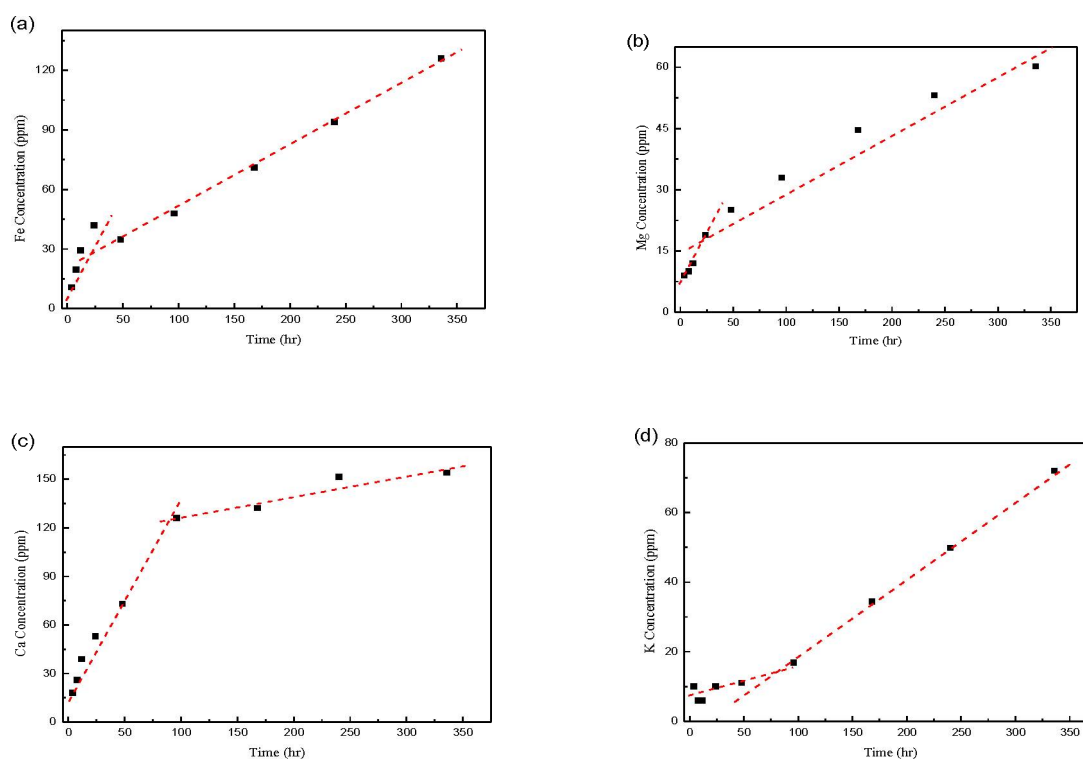 (a)
Fe Concentration (ppm)
120
90
60
30
0
0 50 100 150 200 250 300 350
Time (hr)
(b)
Mg Concentration (ppm)
60
45
30
15
0
0 50 100 150 200 250 300 350
Time (hr)
(c)
Ca Concentration (ppm)
150
120
90
60
30
0
0 50 100 150 200 250 300 350
Time (hr)
(d)
K Concentration (ppm)
80
60
40
20
0
0 50 100 150 200 250 300 350
Time (hr)